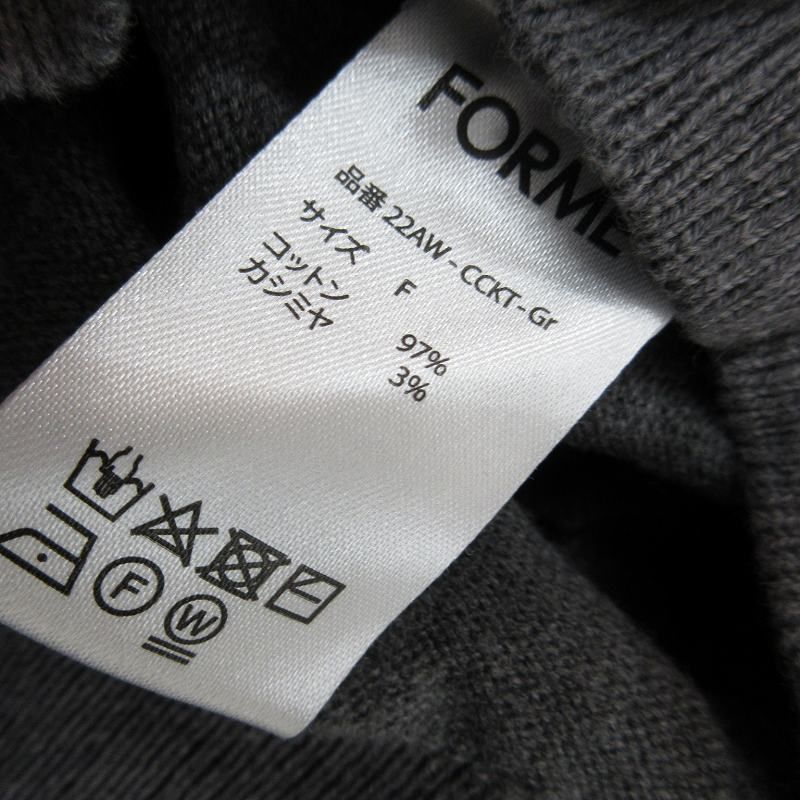 FORME
品番 22AW-CCKT-Gr
サイズ F
コットン 97%
カシミヤ 3%
F W